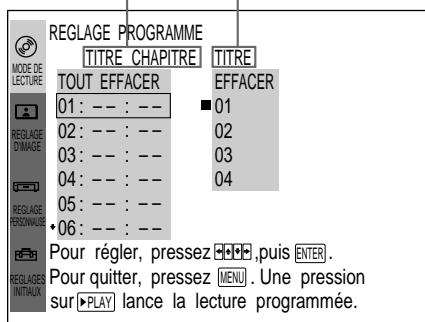 REGLAGE PROGRAMME
TITRE CHAPITRE TITRE
MODE DE LECTURE
TOUT EFFACER EFFACER
01: – – : – – 01
02: – – : – – 02
REGLAGE D'IMAGE
03: – – : – – 03
04: – – : – – 04
05: – – : – –
REGLAGE PERSONNALISE
06: – – : – –
Pour régler, pressez ,puis ENTER.
REGLAGES INITIAUX
Pour quitter, pressez MENU. Une pression
sur PLAY lance la lecture programmée.